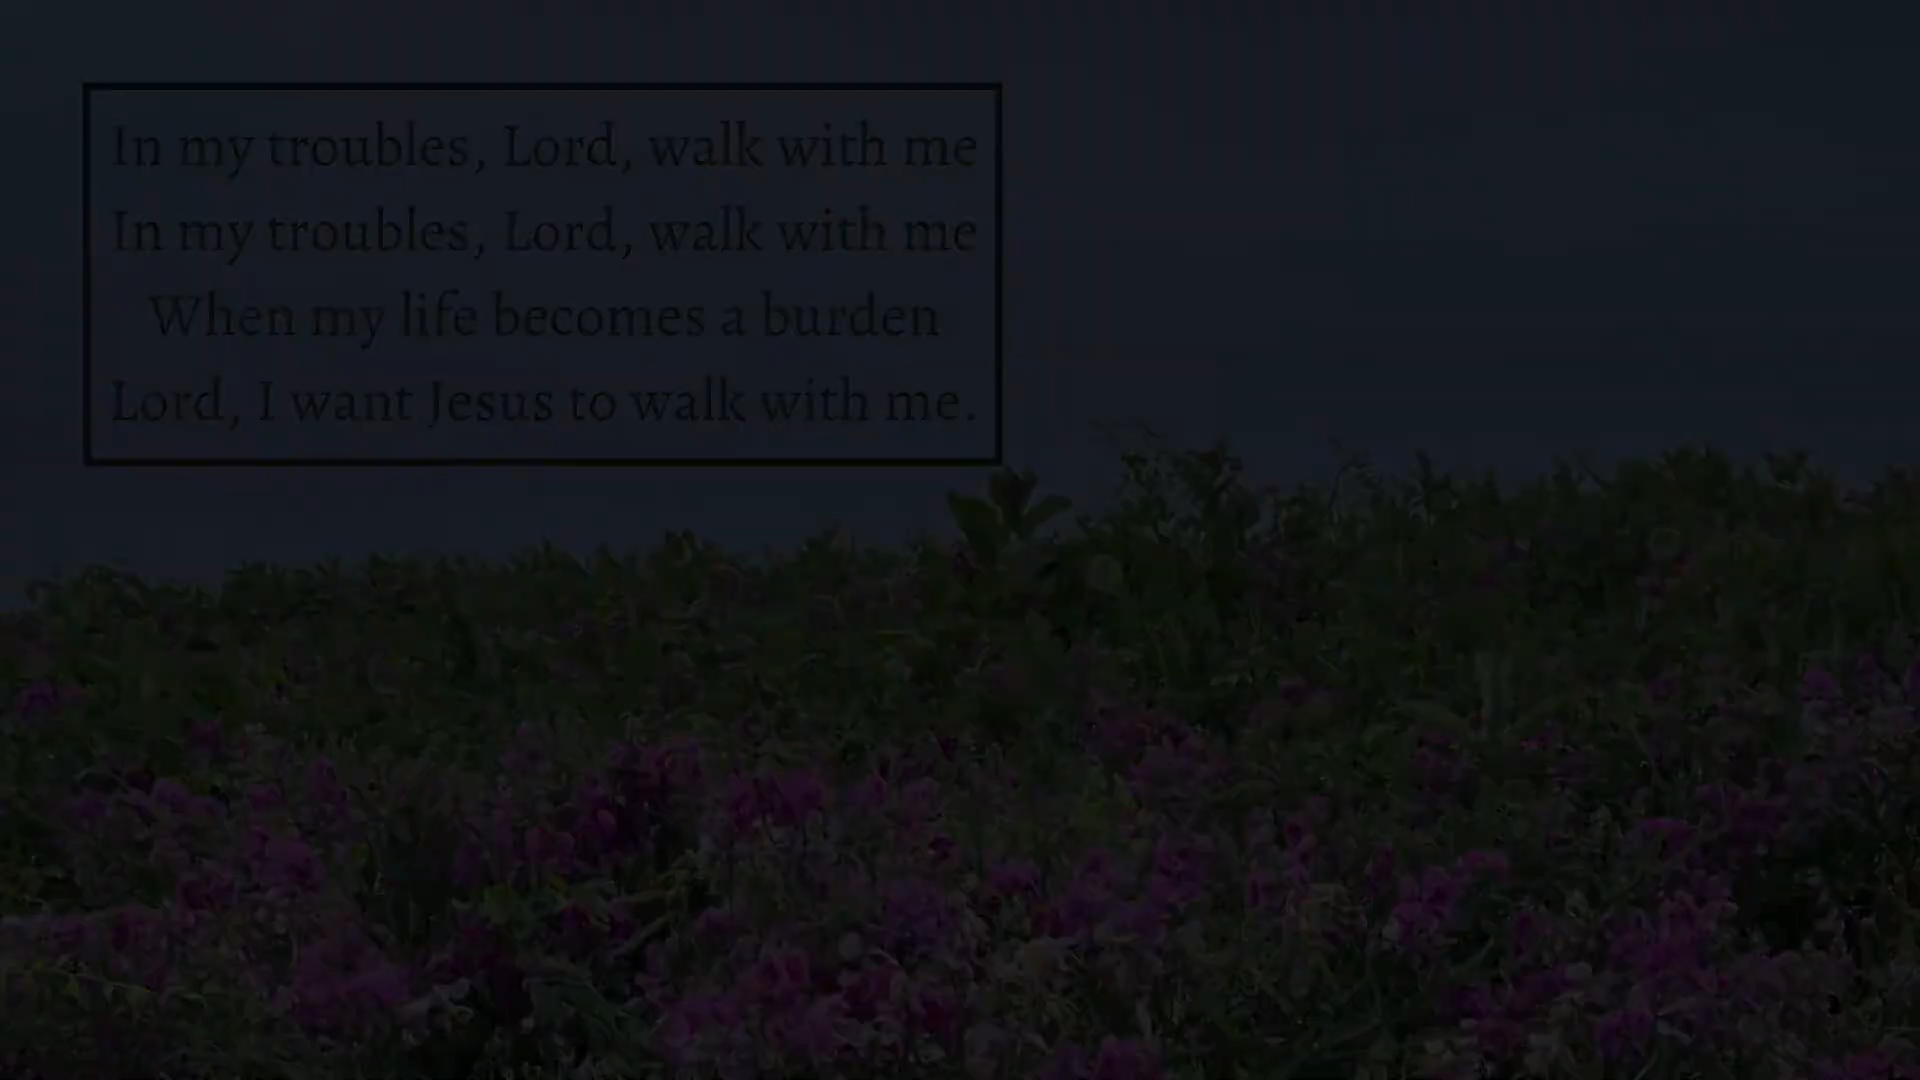 In my troubles, Lord, walk with me
In my troubles, Lord, walk with me
When my life becomes a burden
Lord, I want Jesus to walk with me.